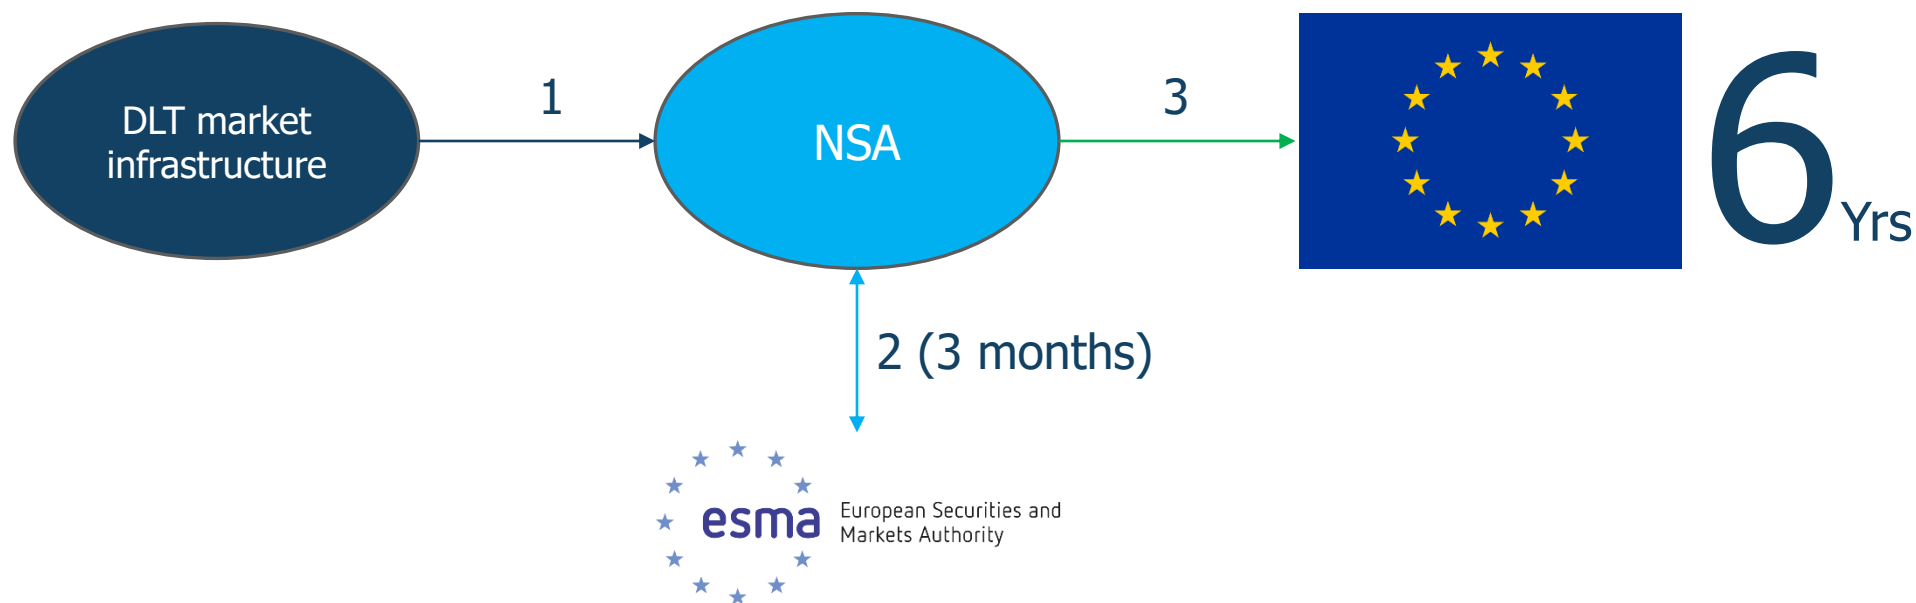 DLT market
infrastructure
1
NSA
3
6 Yrs
2 (3 months)
esma
European Securities and
Markets Authority